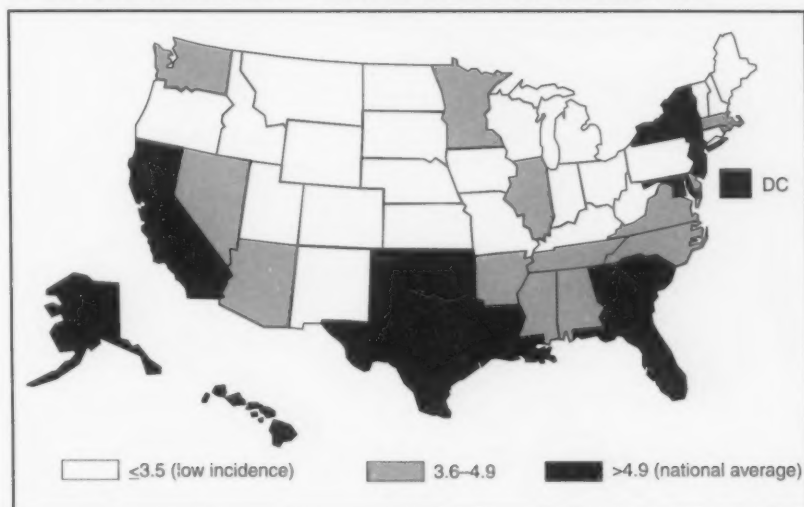 DC
≤3.5 (low incidence)
3.6–4.9
>4.9 (national average)